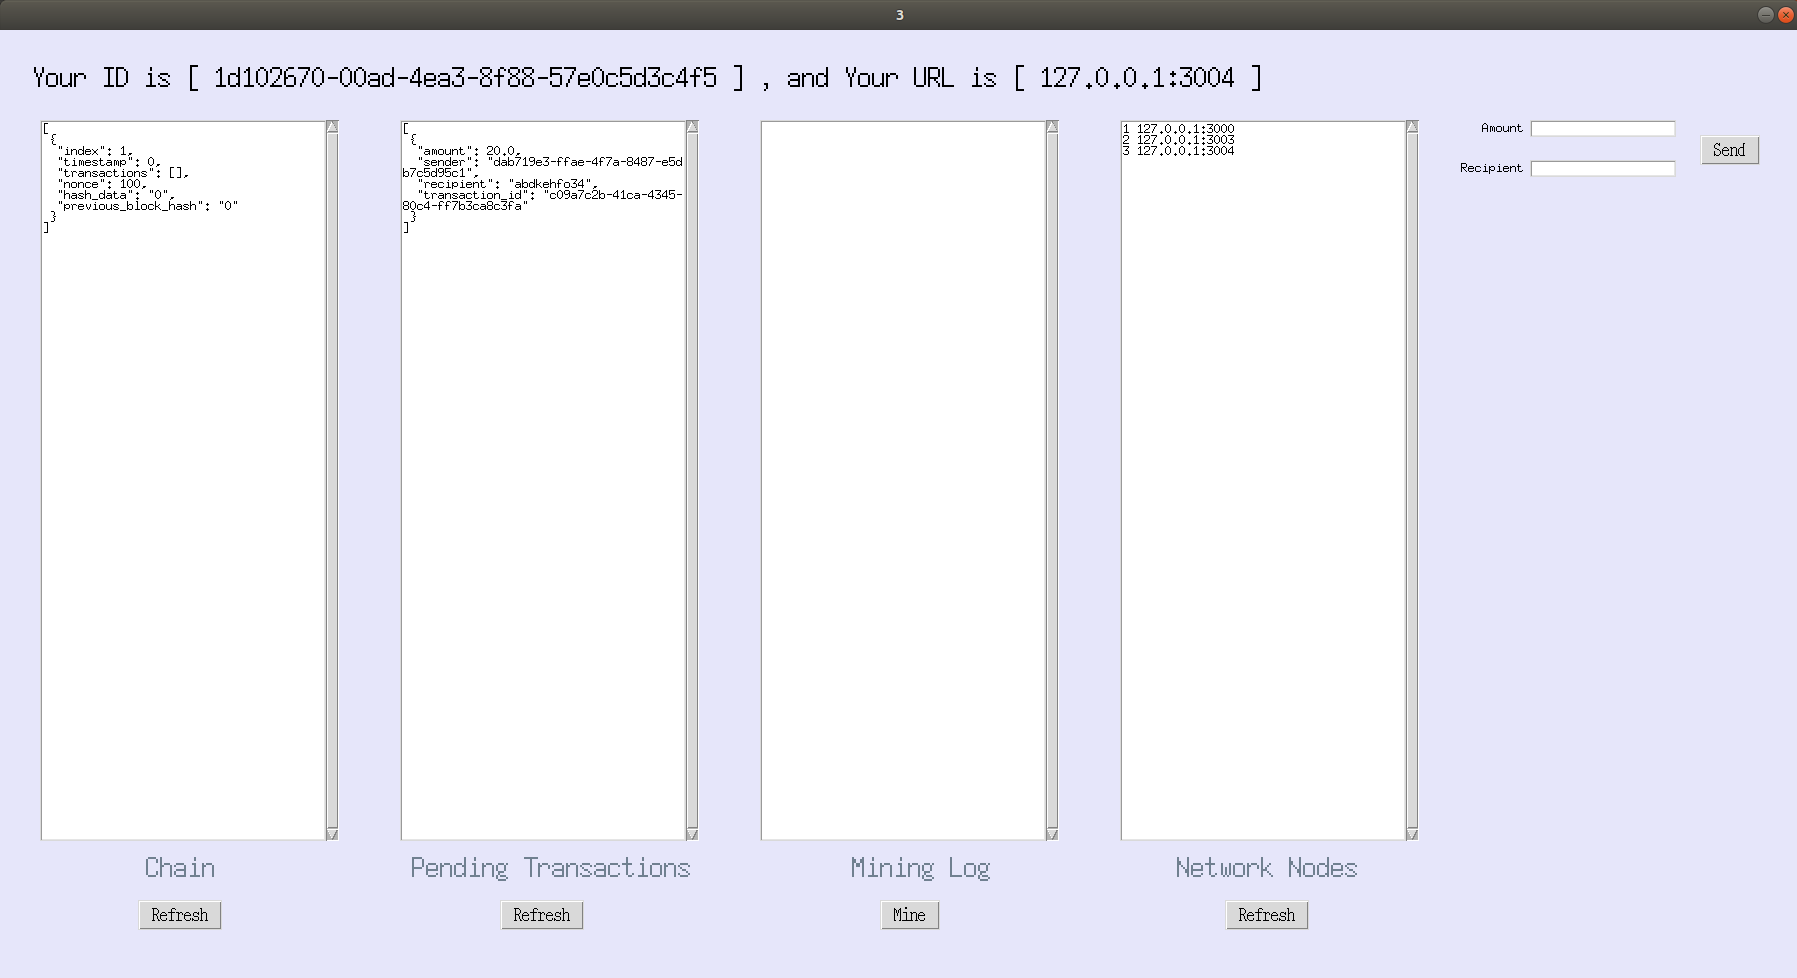 3
Your ID is [ 1d102670-00ad-4ea3-8f88-57e0c5d3c4f5 ] , and Your URL is [ 127.0.0.1:3004 ]
[
 {
  "index": 1,
  "timestamp": 0,
  "transactions": [],
  "nonce": 100,
  "hash_data": "0",
  "previous_block_hash": "0"
 }
]
Chain
Refresh
[
 {
  "amount": 20.0,
  "sender": "dab719e3-ffae-4f7a-8487-e5d
b7c5d95c1",
  "recipient": "abdkehfo34",
  "transaction_id": "c09a7c2b-41ca-4345-
80c4-ff7b3ca8c3fa"
 }
]
Pending Transactions
Refresh
Mining Log
Mine
1 127.0.0.1:3000
2 127.0.0.1:3003
3 127.0.0.1:3004
Network Nodes
Refresh
Amount
Recipient
Send